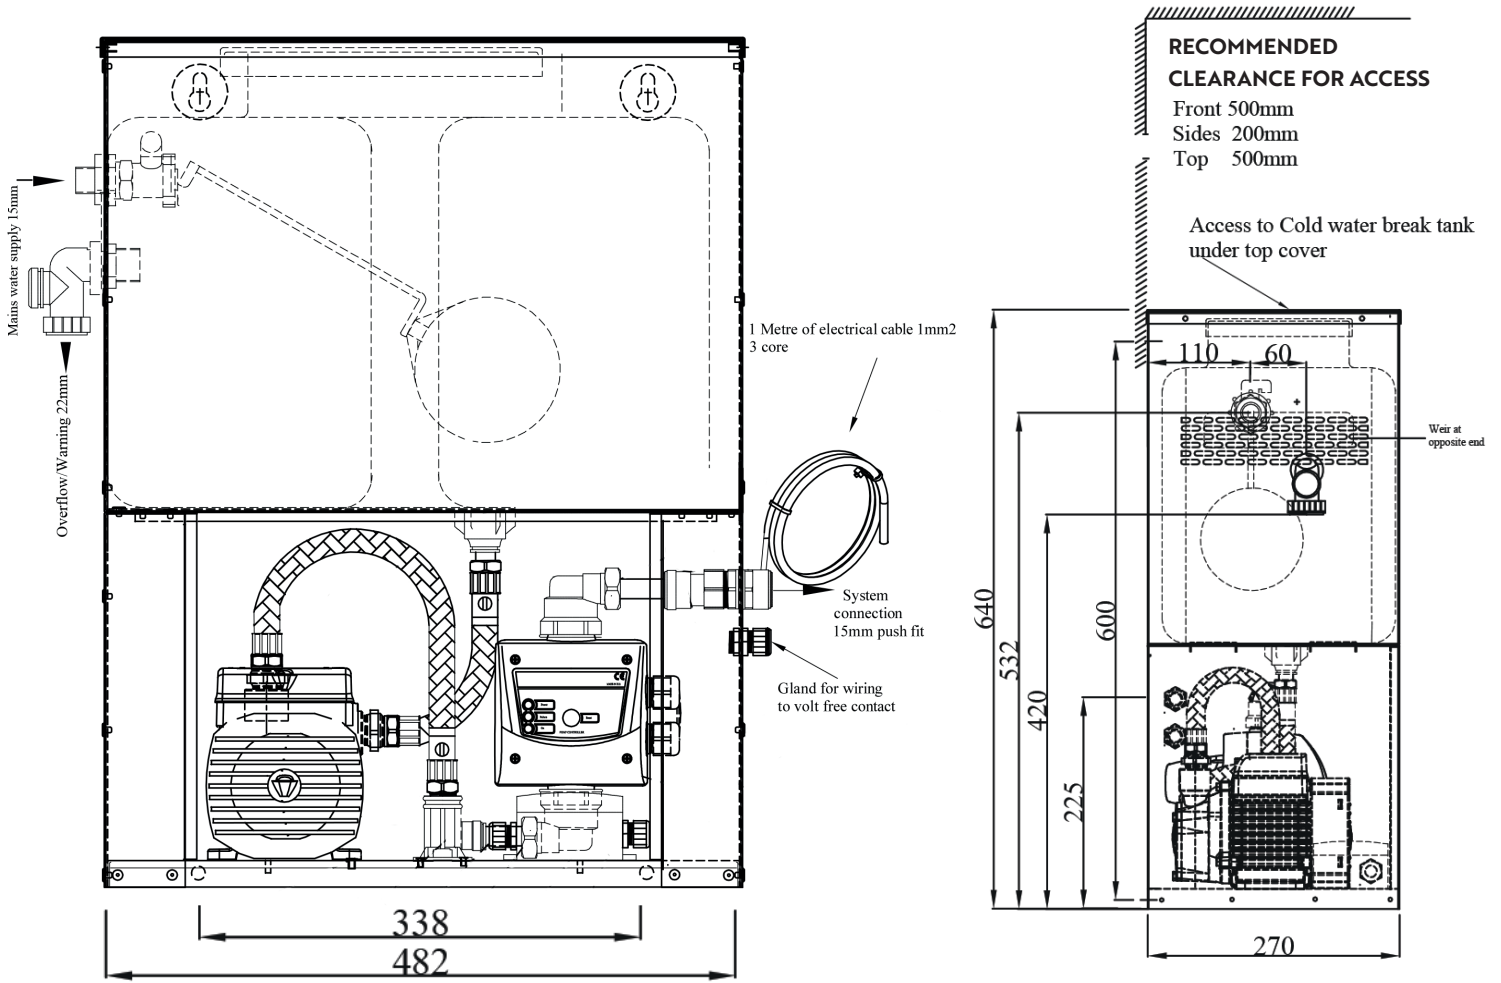 RECOMMENDED
CLEARANCE FOR ACCESS
Front 500mm
Sides 200mm
Top 500mm
Access to Cold water break tank
under top cover
Mains water supply 15mm
Overflow/Warning 22mm
1 Metre of electrical cable 1mm2
3 core
System
connection
15mm push fit
Gland for wiring
to volt free contact
CE
PUMP CONTROLLER
338
482
110
60
Weir at
opposite end
640
532
420
600
225
270